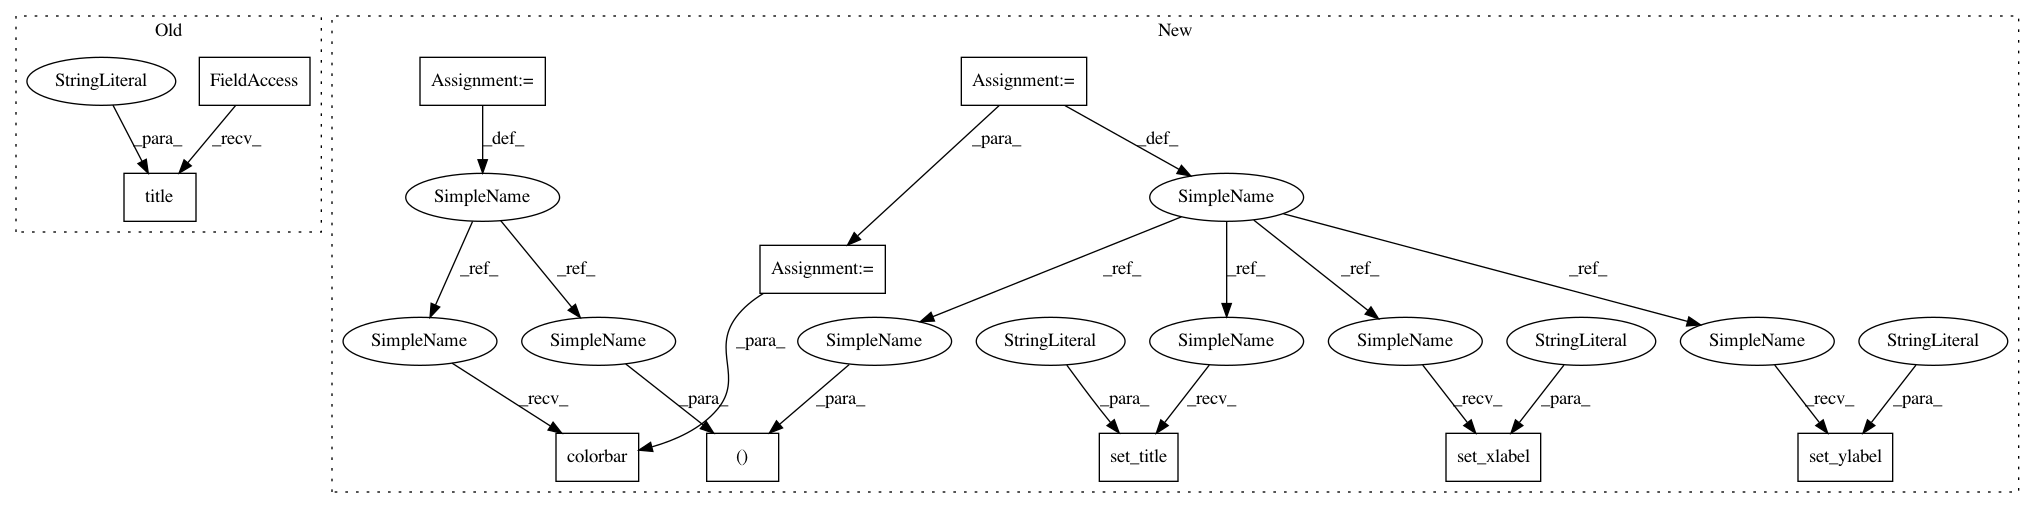 Old
New
StringLiteral
FieldAccess
Assignment:=
Assignment:=
_para_
_recv_
_def_
_para_
_def_
title
SimpleName
SimpleName
_ref_
_ref_
Assignment:=
_ref_
_ref_
_ref_
_ref_
SimpleName
SimpleName
_para_
SimpleName
StringLiteral
SimpleName
SimpleName
StringLiteral
SimpleName
StringLiteral
_recv_
_para_
_para_
_para_
_recv_
_recv_
_para_
_recv_
_para_
colorbar
()
set_title
set_xlabel
set_ylabel